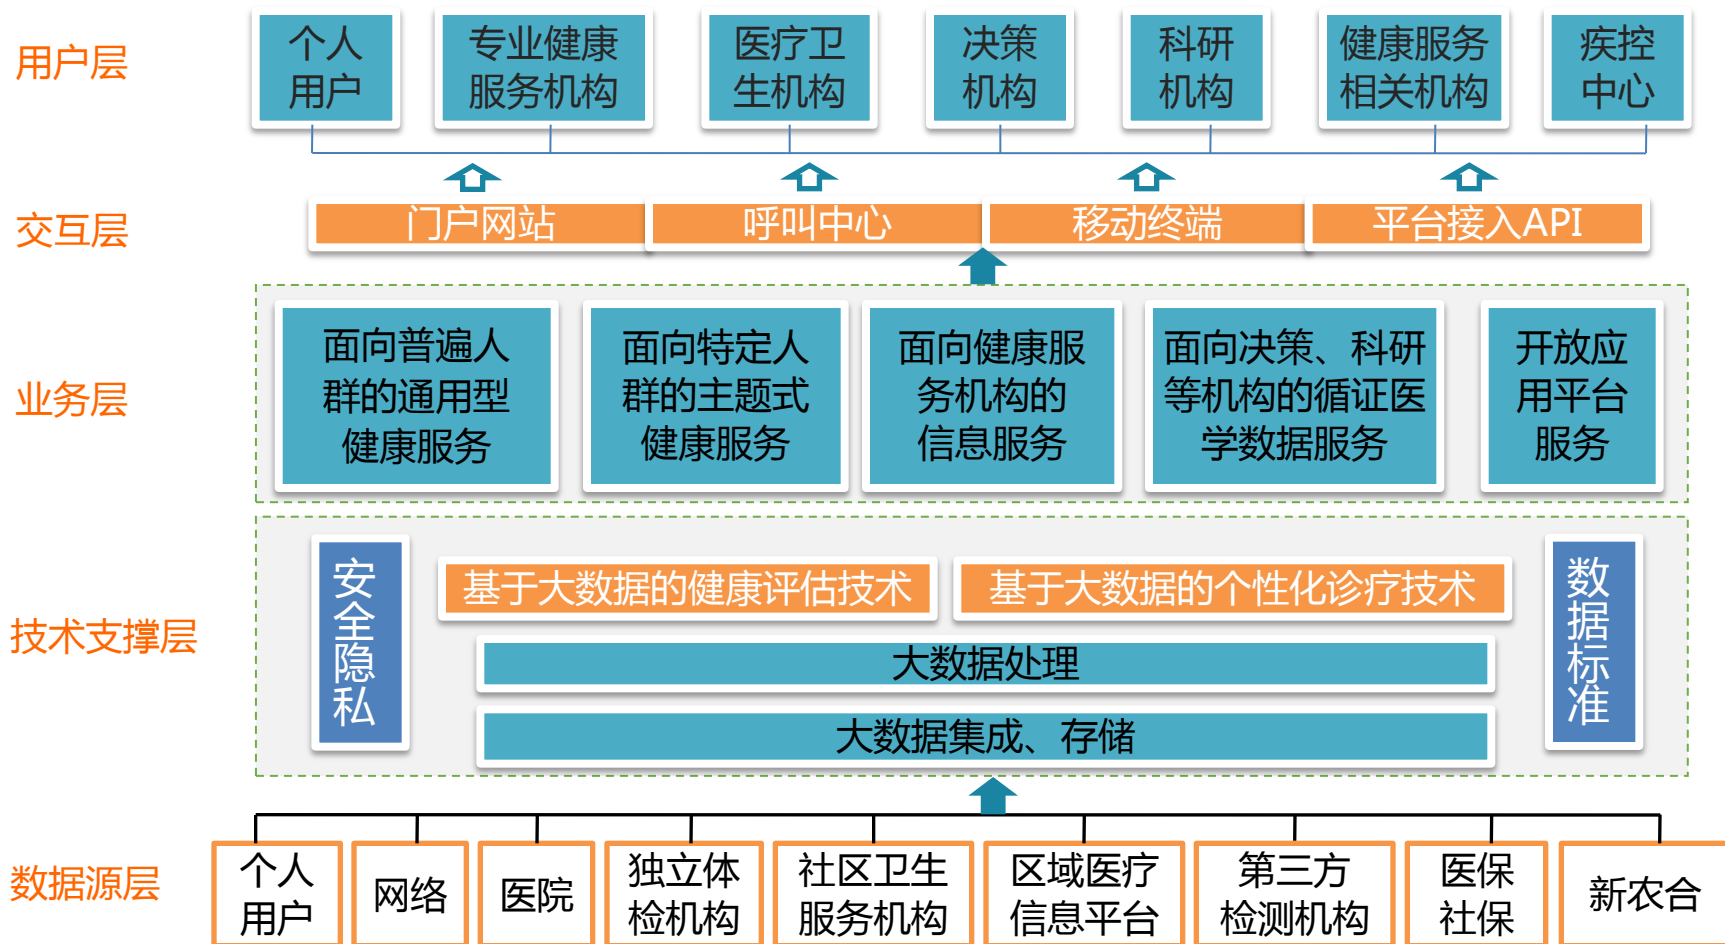 用户层
个人
用户
专业健康
服务机构
医疗卫
生机构
决策
机构
科研
机构
健康服务
相关机构
疾控
中心
交互层
门户网站
呼叫中心
移动终端
平台接入API
业务层
面向普遍人
群的通用型
健康服务
面向特定人
群的主题式
健康服务
面向健康服
务机构的
信息服务
面向决策、科研
等机构的循证医
学数据服务
开放应
用平台
服务
技术支撑层
安全隐私
基于大数据的健康评估技术
基于大数据的个性化诊疗技术
大数据处理
大数据集成、存储
数据标准
数据源层
个人
用户
网络
医院
独立体
检机构
社区卫生
服务机构
区域医疗
信息平台
第三方
检测机构
医保
社保
新农合